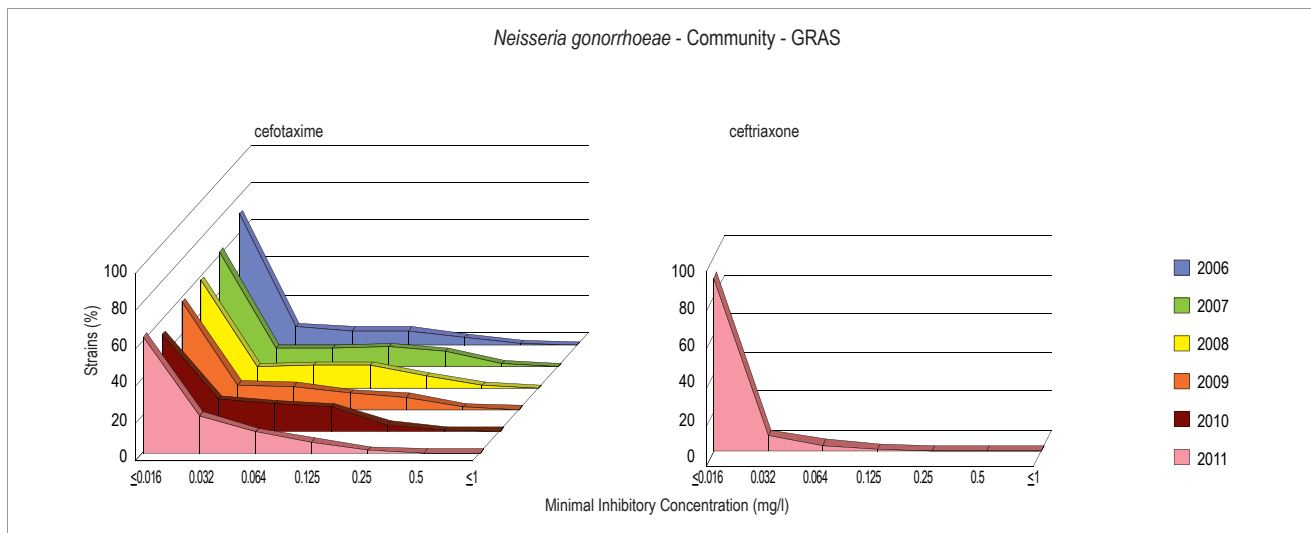 Neisseria gonorrhoeae - Community - GRAS
cefotaxime
ceftriaxone
Strains (%)
100
80
60
40
20
0
≤0.016 0.032 0.064 0.125 0.25 0.5 ≤1
100
80
60
40
20
0
≤0.016 0.032 0.064 0.125 0.25 0.5 ≤1
Minimal Inhibitory Concentration (mg/l)
2006
2007
2008
2009
2010
2011